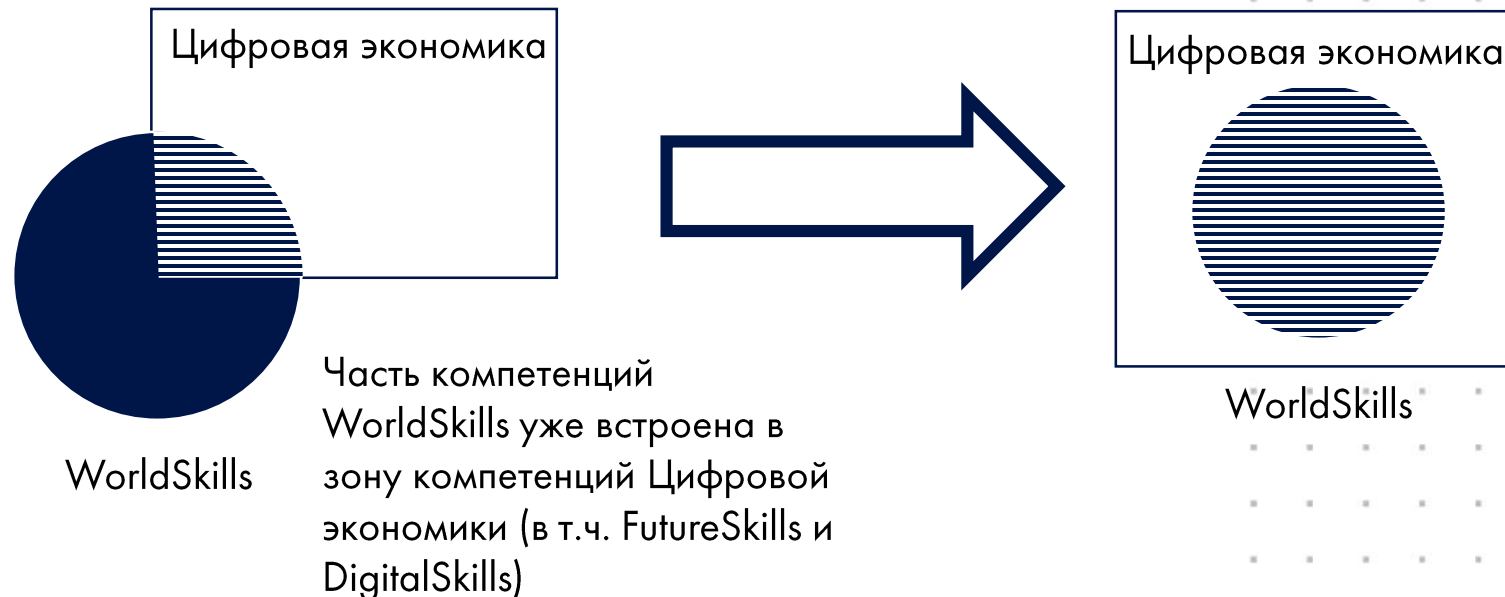 Цифровая экономика
WorldSkills
Часть компетенций
WorldSkills уже встроена в
зону компетенций Цифровой
экономики (в т.ч. FutureSkills и
DigitalSkills)
Цифровая экономика
WorldSkills